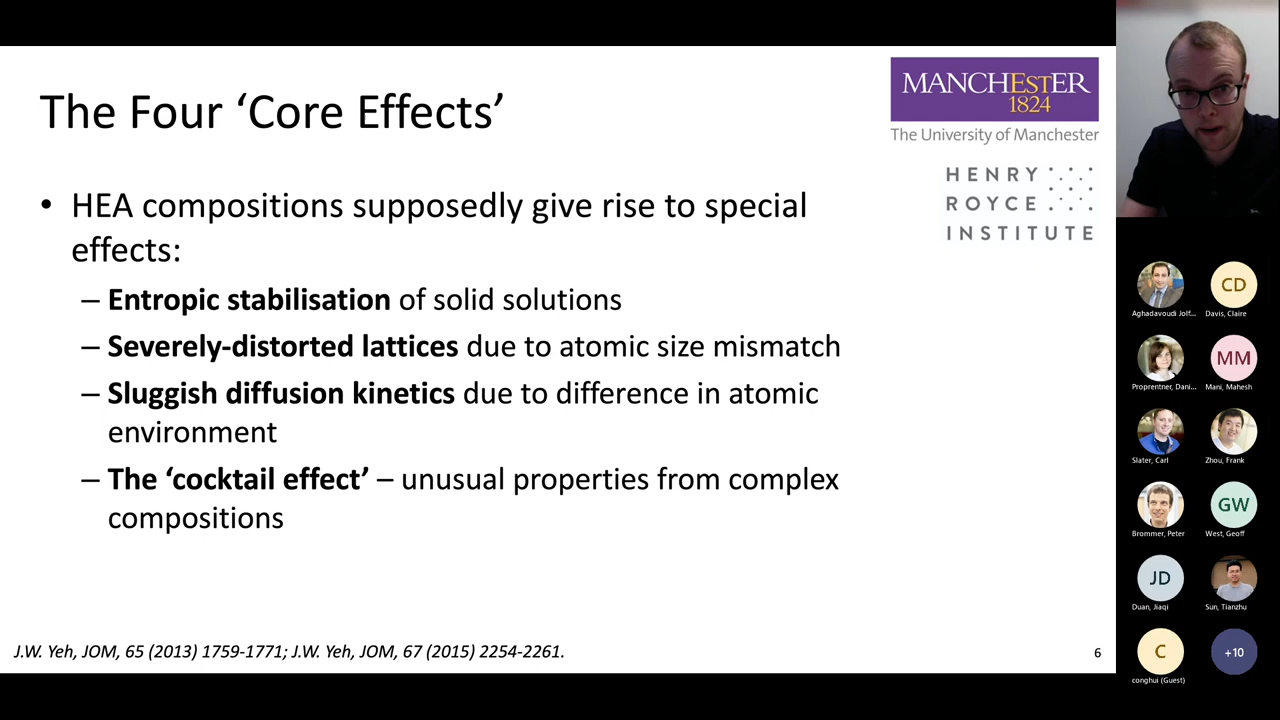 The Four ‘Core Effects’
MANCHESTER
1824
The University of Manchester
HENRY
ROYCE
INSTITUTE
• HEA compositions supposedly give rise to special
effects:
– Entropic stabilisation of solid solutions
– Severely-distorted lattices due to atomic size mismatch
– Sluggish diffusion kinetics due to difference in atomic
environment
– The ‘cocktail effect’ – unusual properties from complex
compositions
J.W. Yeh, JOM, 65 (2013) 1759-1771; J.W. Yeh, JOM, 67 (2015) 2254-2261.
6
CD
Aghadavoudi Jolf...
Davis, Claire
MM
Proprentner, Dani...
Mani, Mahesh
Slater, Carl
Zhou, Frank
GW
Brommer, Peter
West, Geoff
JD
Duan, Jiaqi
Sun, Tianzhu
C
+10
conghui (Guest)